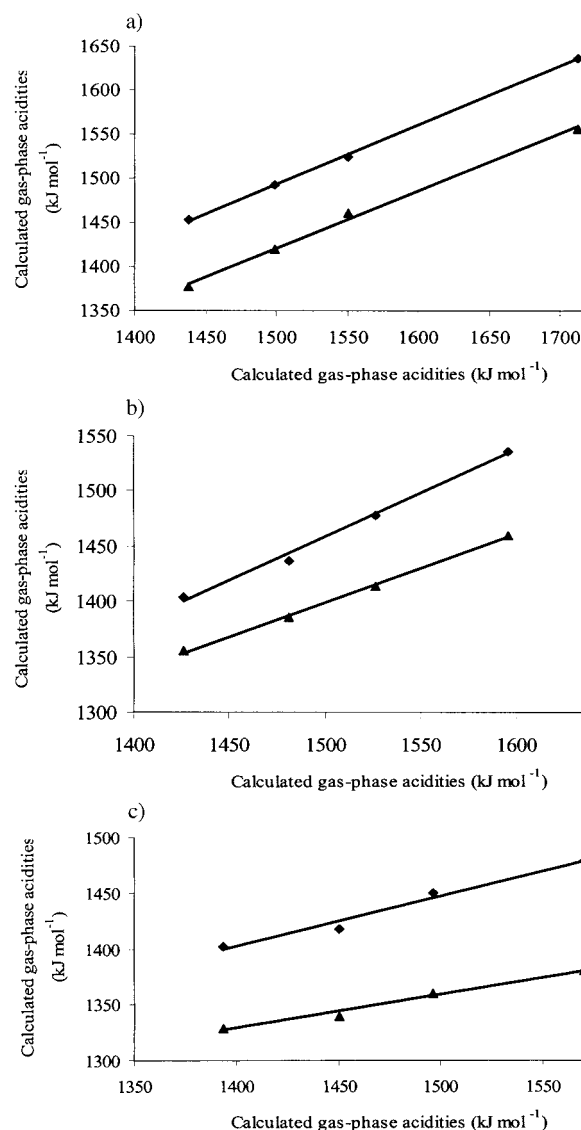 a)
1650
1600
1550
1500
1450
1400
1350
1400 1450 1500 1550 1600 1650 1700
Calculated gas-phase acidities
(kJ mol⁻¹)
Calculated gas-phase acidities (kJ mol⁻¹)
b)
1550
1500
1450
1400
1350
1300
1400 1450 1500 1550 1600
Calculated gas-phase acidities
(kJ mol⁻¹)
Calculated gas-phase acidities (kJ mol⁻¹)
c)
1500
1450
1400
1350
1300
1350 1400 1450 1500 1550
Calculated gas-phase acidities
(kJ mol⁻¹)
Calculated gas-phase acidities (kJ mol⁻¹)